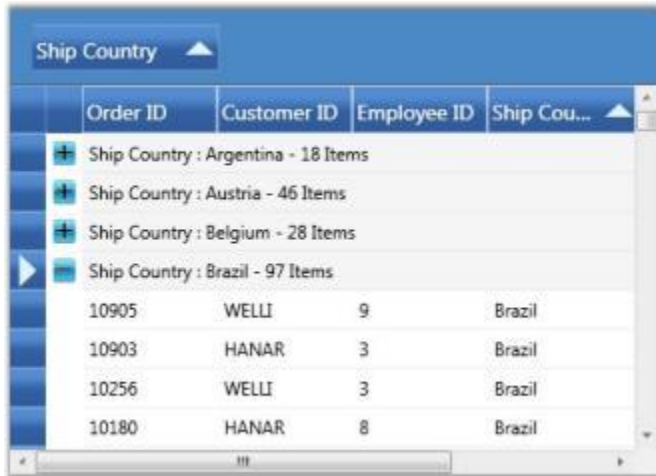 Ship Country
Order ID Customer ID Employee ID Ship Cou...
Ship Country : Argentina - 18 Items
Ship Country : Austria - 46 Items
Ship Country : Belgium - 28 Items
Ship Country : Brazil - 97 Items
10905 WELLI 9 Brazil
10903 HANAR 3 Brazil
10256 WELLI 3 Brazil
10180 HANAR 8 Brazil